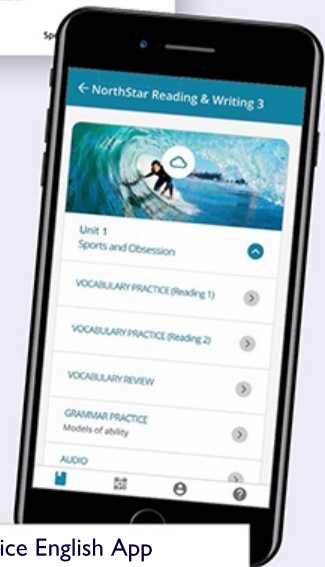 Spo
← NorthStar Reading & Writing 3
Unit 1
Sports and Obsession
VOCABULARY PRACTICE (Reading 1)
VOCABULARY PRACTICE (Reading 2)
VOCABULARY REVIEW
GRAMMAR PRACTICE
Models of ability
AUDIO
ice English App